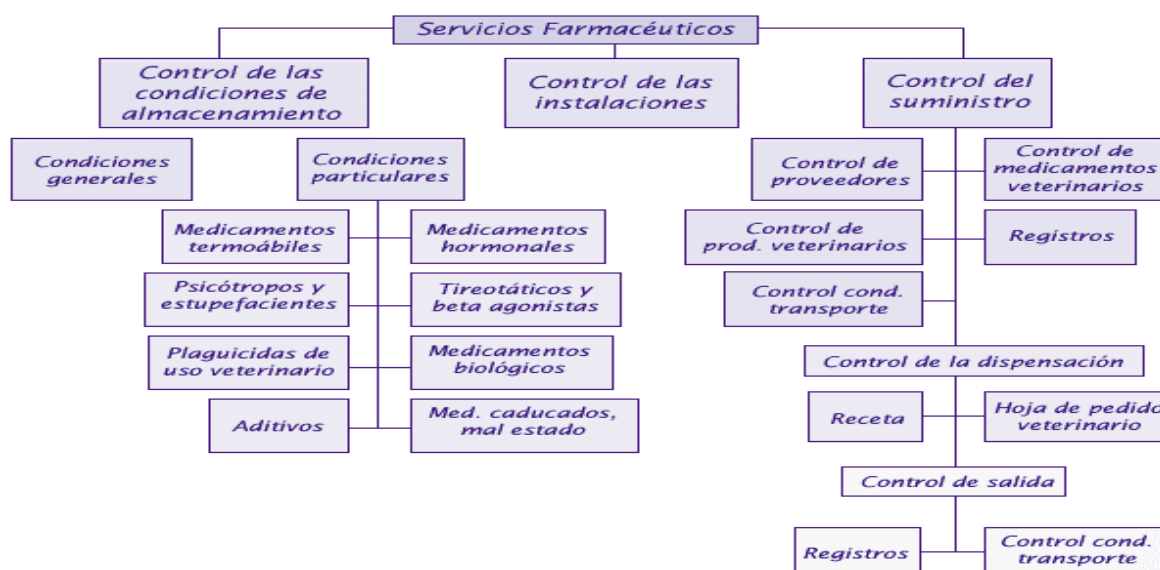 Servicios Farmacéuticos
Control de las
condiciones de
almacenamiento
Control de las
instalaciones
Control del
suministro
Condiciones
generales
Condiciones
particulares
Medicamentos
termoábiles
Medicamentos
hormonales
Psicótropos y
estupefacientes
Tireotáticos y
beta agonistas
Plaguicidas de
uso veterinario
Medicamentos
biológicos
Aditivos
Med. caducados,
mal estado
Control de
proveedores
Control de
medicamentos
veterinarios
Control de
prod. veterinarios
Registros
Control cond.
transporte
Control de la dispensación
Receta
Hoja de pedido
veterinario
Control de salida
Registros
Control cond.
transporte